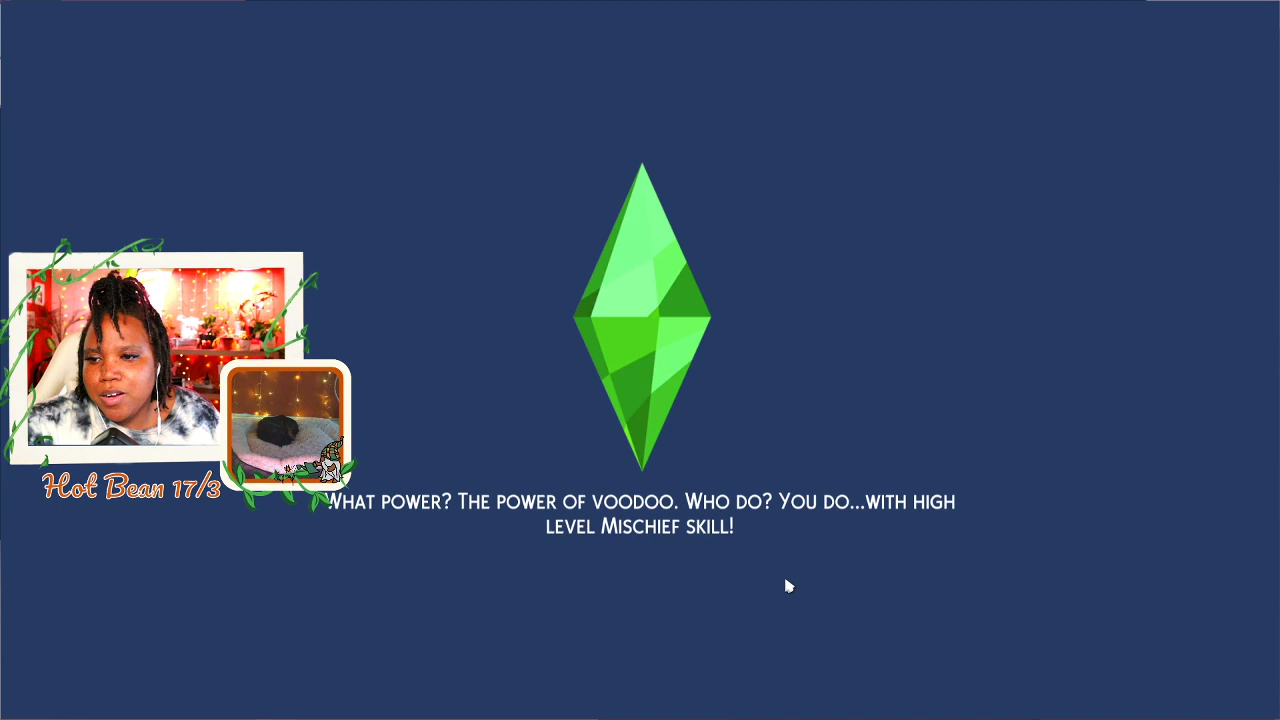 Hot Bean 17/3
What power? The power of voodoo. Who do? You do...with high
level Mischief skill!